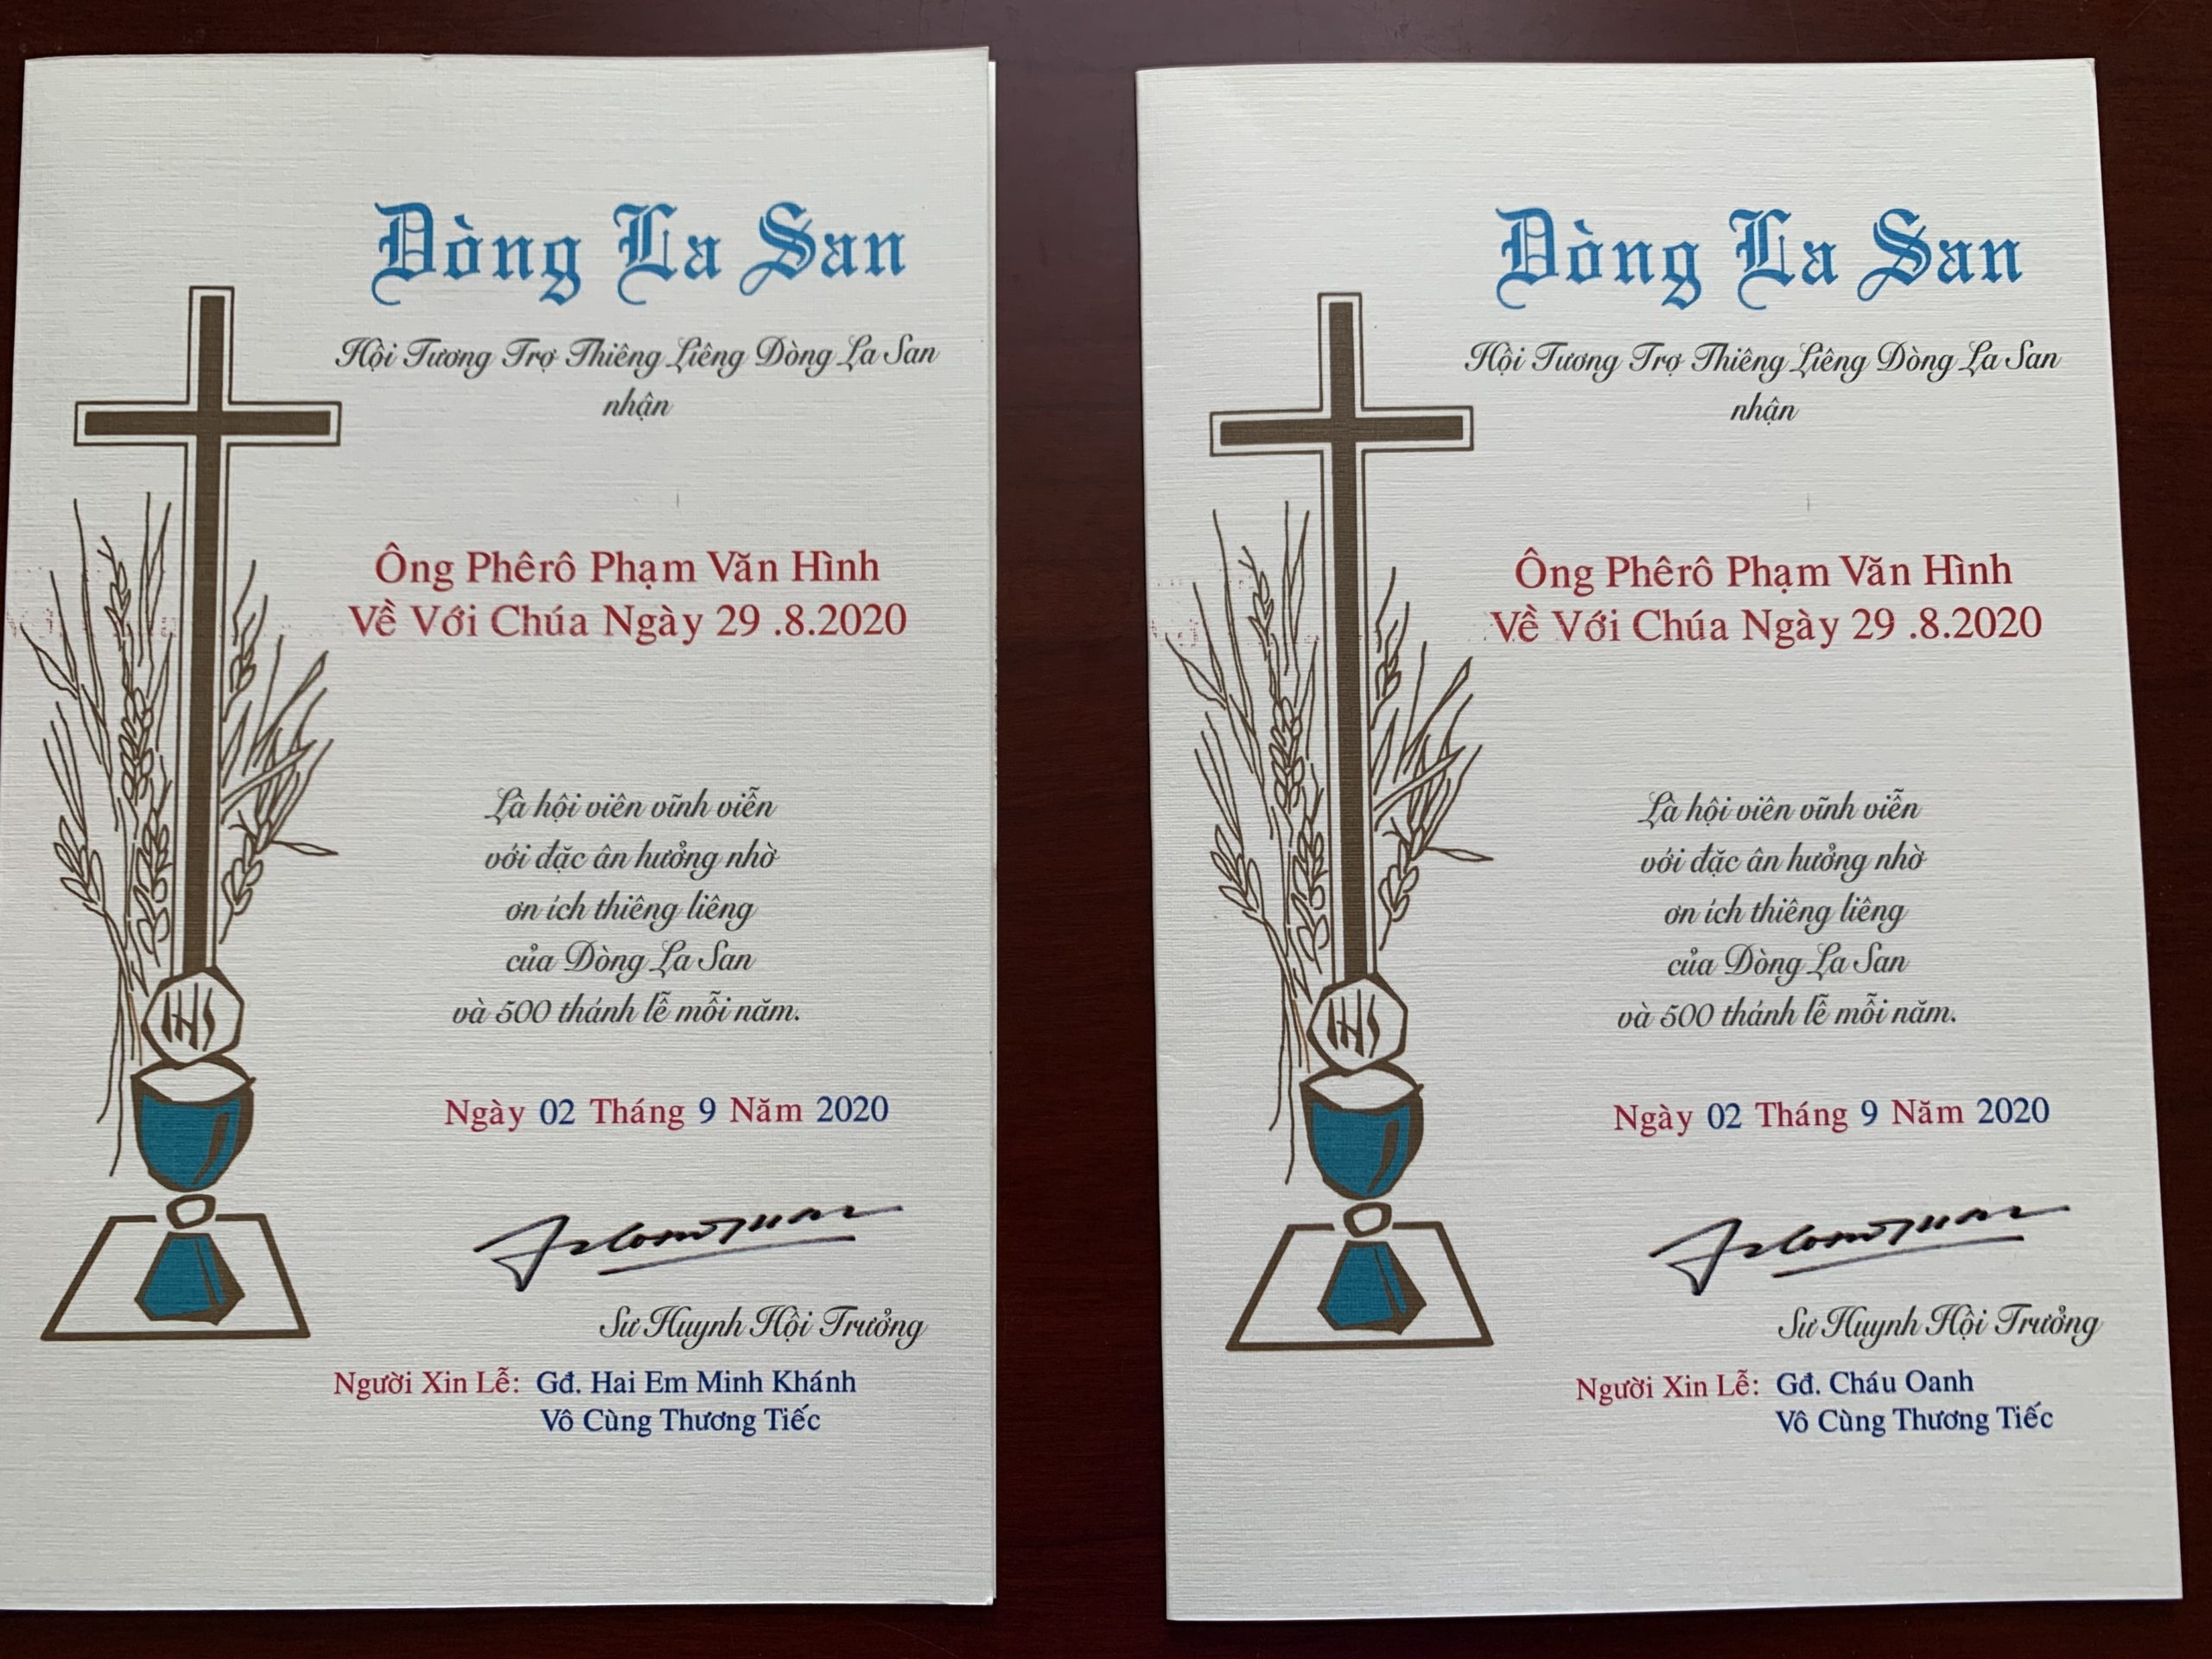 Dòng La San
Hội Tương Trợ Thiêng Liêng Dòng La San
nhận
Ông Phêrô Phạm Văn Hình
Về Với Chúa Ngày 29 .8.2020
Là hội viên vĩnh viễn
với đặc ân hưởng nhờ
ơn ích thiêng liêng
của Dòng La San
và 500 thánh lễ mỗi năm.
IHS
Ngày 02 Tháng 9 Năm 2020
Sư Huynh Hội Trưởng
Người Xin Lễ: Gđ. Hai Em Minh Khánh
Vô Cùng Thương Tiếc
Dòng La San
Hội Tương Trợ Thiêng Liêng Dòng La San
nhận
Ông Phêrô Phạm Văn Hình
Về Với Chúa Ngày 29 .8.2020
Là hội viên vĩnh viễn
với đặc ân hưởng nhờ
ơn ích thiêng liêng
của Dòng La San
và 500 thánh lễ mỗi năm.
IHS
Ngày 02 Tháng 9 Năm 2020
Sư Huynh Hội Trưởng
Người Xin Lễ: Gđ. Cháu Oanh
Vô Cùng Thương Tiếc